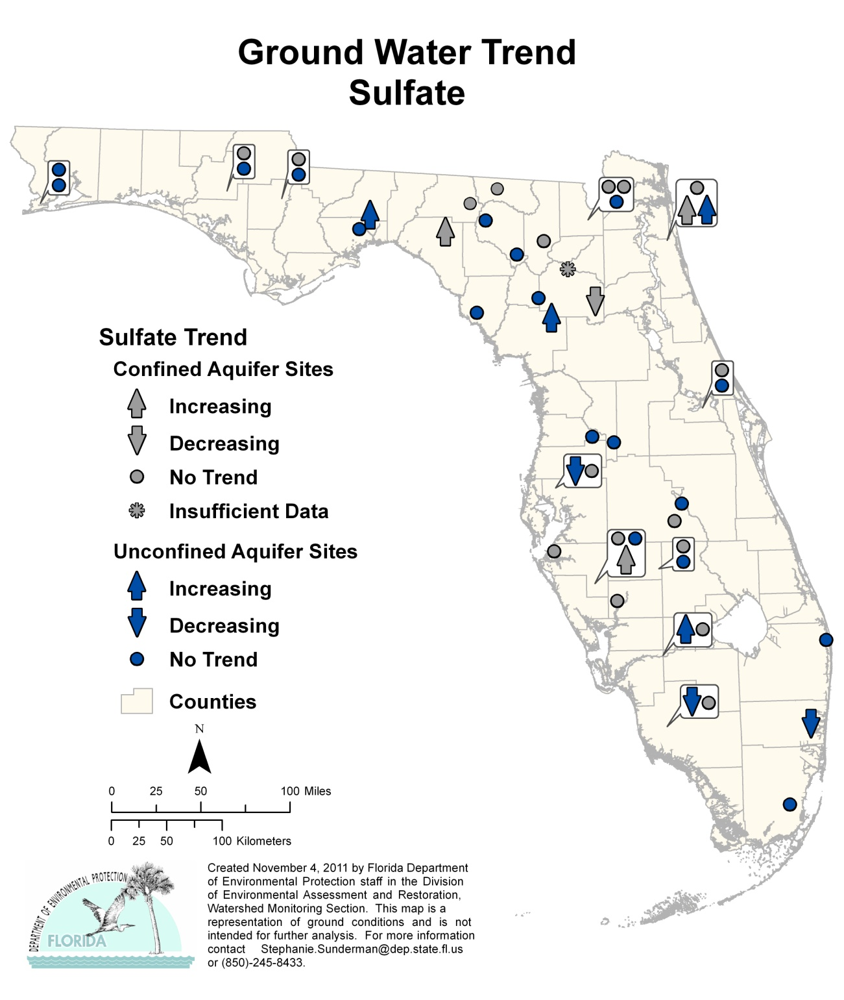 Ground Water Trend
Sulfate
Sulfate Trend
Confined Aquifer Sites
Increasing
Decreasing
No Trend
Insufficient Data
Unconfined Aquifer Sites
Increasing
Decreasing
No Trend
Counties
N
0 25 50 100 Miles
0 25 50 100 Kilometers
DEPARTMENT OF ENVIRONMENTAL PROTECTION
FLORIDA
Created November 4, 2011 by Florida Department
of Environmental Protection staff in the Division
of Environmental Assessment and Restoration,
Watershed Monitoring Section. This map is a
representation of ground conditions and is not
intended for further analysis. For more information
contact Stephanie.Sunderman@dep.state.fl.us
or (850)-245-8433.